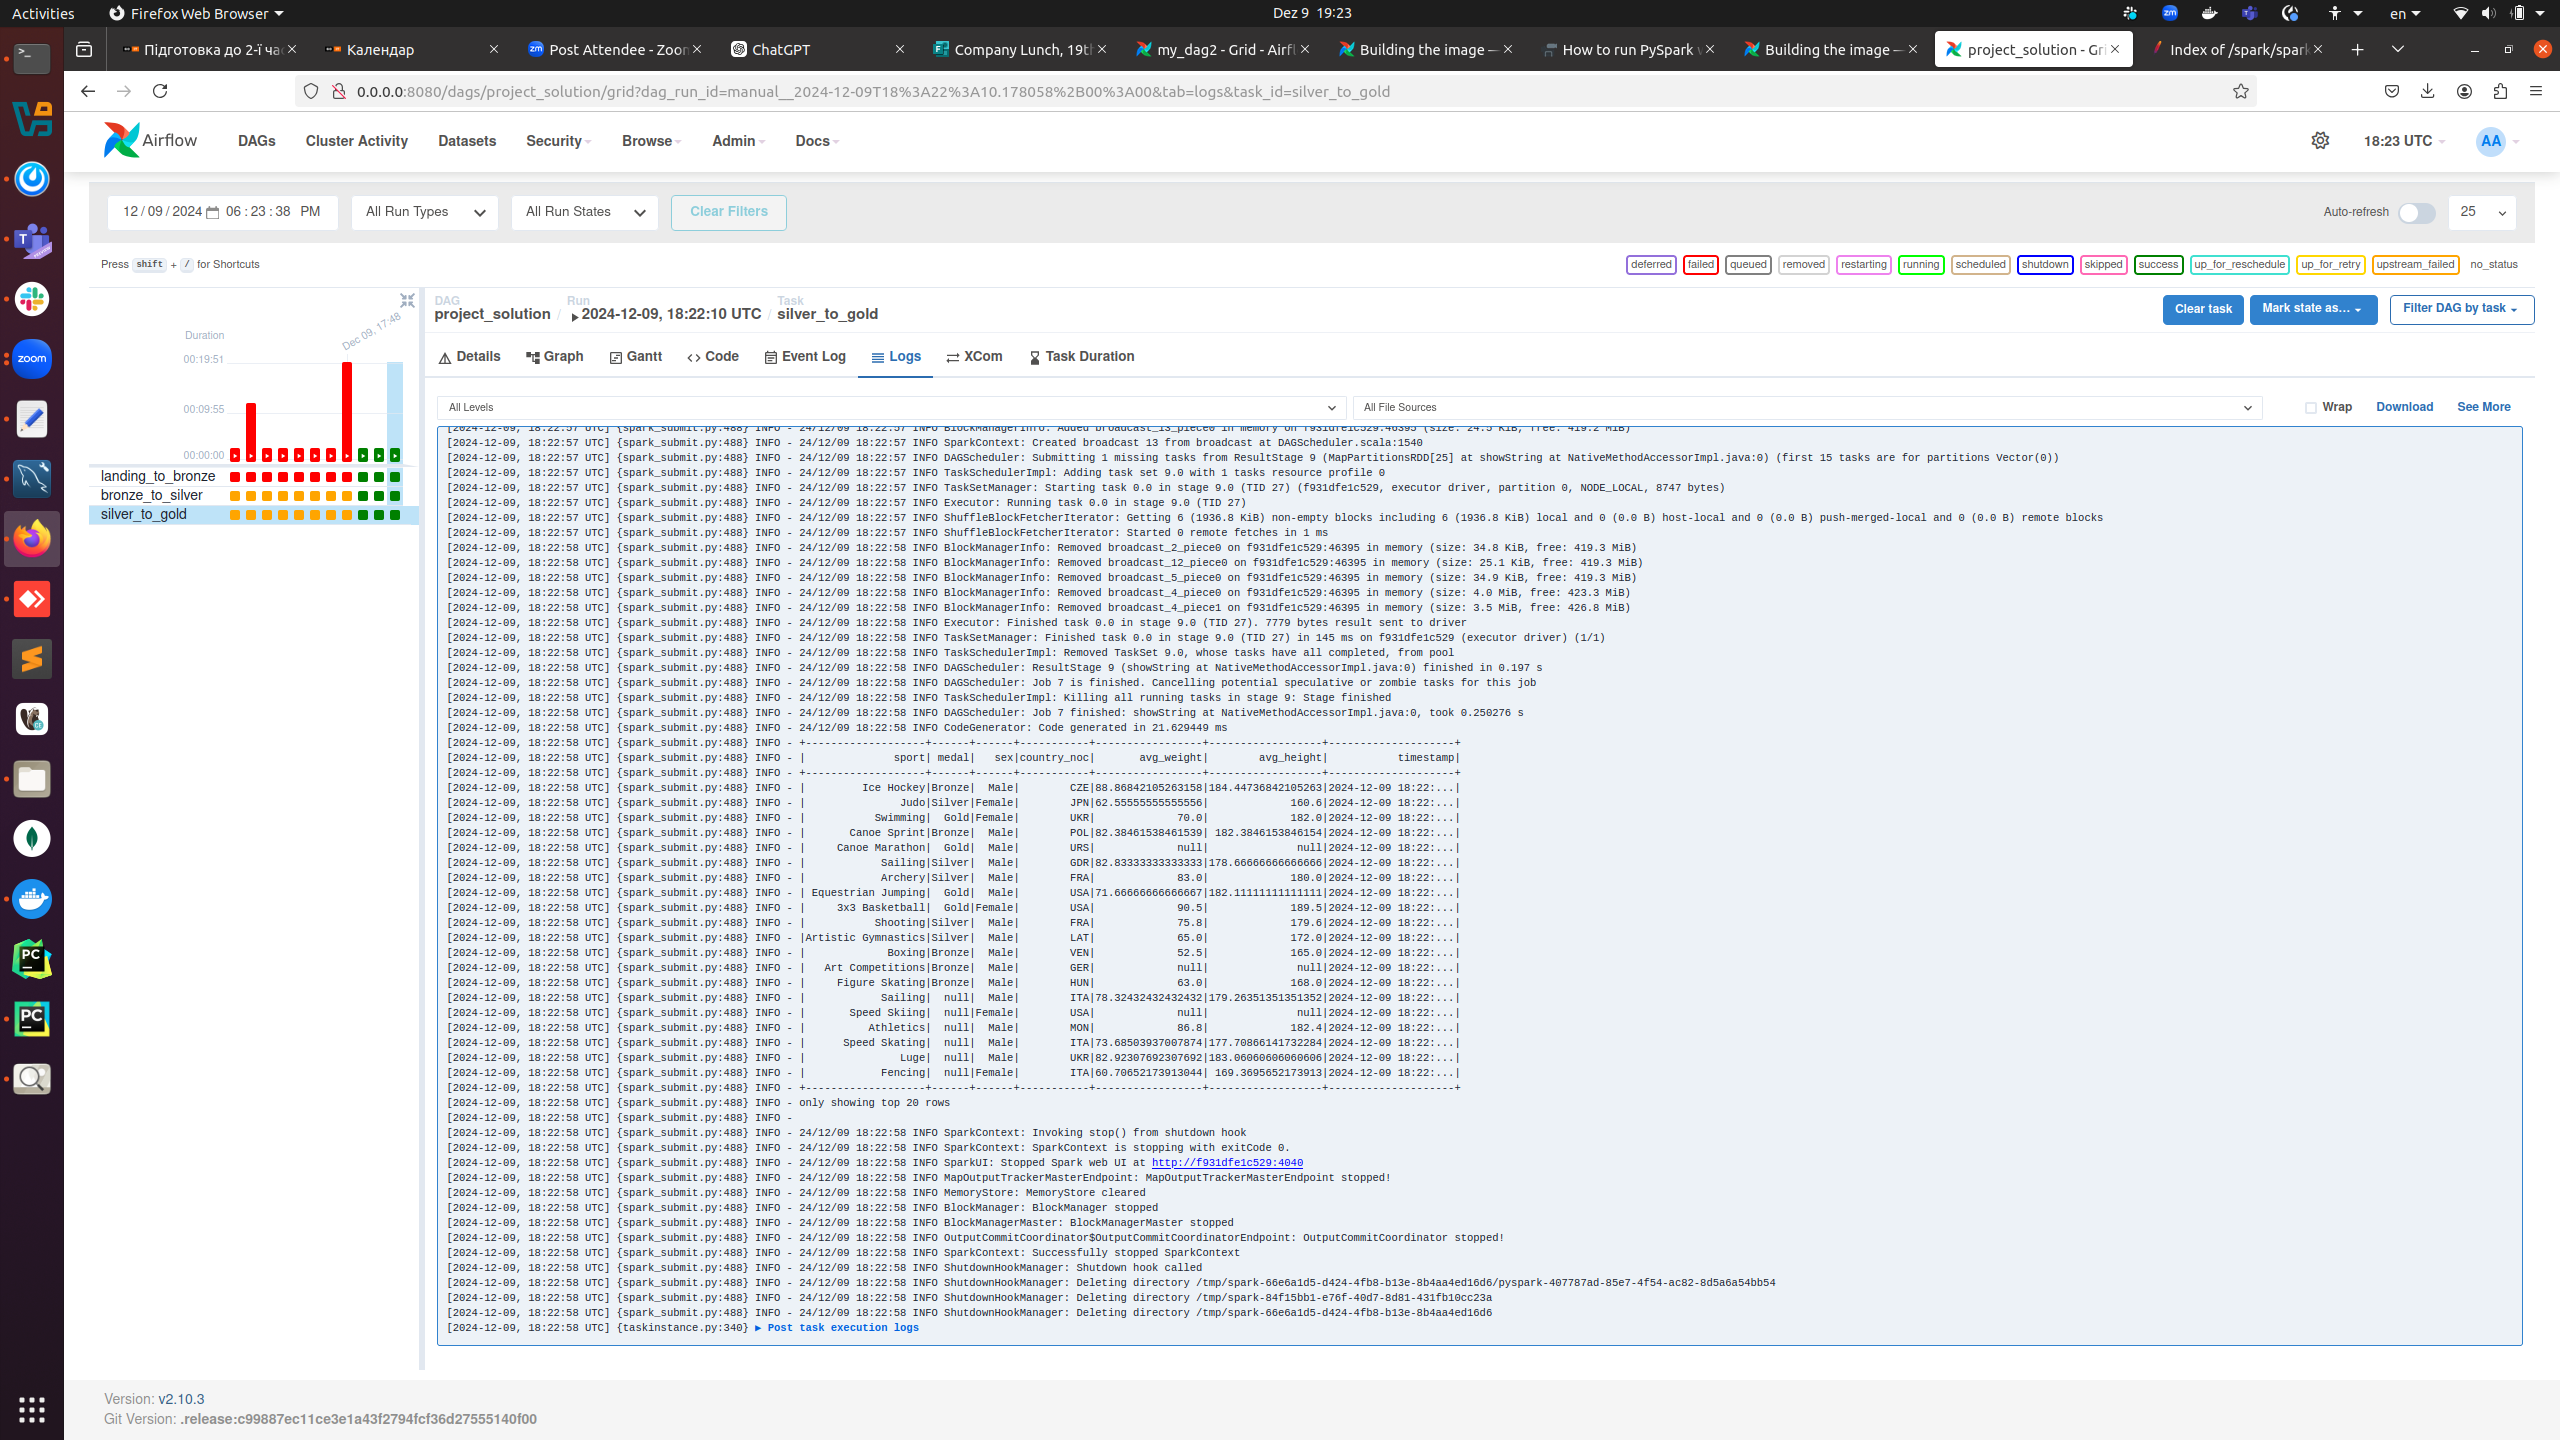 Activities Firefox Web Browser Dez 9 19:23 en
Підготовка до 2-ї ча Календар Post Attendee - Zoom ChatGPT Company Lunch, 19th my_dag2 - Grid - Airfl Building the image — How to run PySpark Building the image — project_solution - Gri Index of /spark/spark
0.0.0.0:8080/dags/project_solution/grid?dag_run_id=manual__2024-12-09T18%3A22%3A10.178058%2B00%3A00&tab=logs&task_id=silver_to_gold
Airflow DAGs Cluster Activity Datasets Security Browse Admin Docs 18:23 UTC AA
12/09/2024 06:23:38 PM All Run Types All Run States Clear Filters Auto-refresh 25
Press shift + / for Shortcuts deferred failed queued removed restarting running scheduled shutdown skipped success up_for_reschedule up_for_retry upstream_failed no_status
DAG Run Task
project_solution / 2024-12-09, 18:22:10 UTC / silver_to_gold Clear task Mark state as... Filter DAG by task
Dec 09, 17:48
Duration
00:19:51
00:09:55
00:00:00
landing_to_bronze
bronze_to_silver
silver_to_gold
Details Graph Gantt Code Event Log Logs XCom Task Duration
All Levels All File Sources Wrap Download See More
[2024-12-09, 18:22:57 UTC] {spark_submit.py:488} INFO - 24/12/09 18:22:57 INFO BlockManagerInfo: Added broadcast_13_piece0 in memory on f931dfe1c529:46395 (size: 24.5 KiB, free: 419.2 MiB)
[2024-12-09, 18:22:57 UTC] {spark_submit.py:488} INFO - 24/12/09 18:22:57 INFO SparkContext: Created broadcast 13 from broadcast at DAGScheduler.scala:1540
[2024-12-09, 18:22:57 UTC] {spark_submit.py:488} INFO - 24/12/09 18:22:57 INFO DAGScheduler: Submitting 1 missing tasks from ResultStage 9 (MapPartitionsRDD[25] at showString at NativeMethodAccessorImpl.java:0) (first 15 tasks are for partitions Vector(0))
[2024-12-09, 18:22:57 UTC] {spark_submit.py:488} INFO - 24/12/09 18:22:57 INFO TaskSchedulerImpl: Adding task set 9.0 with 1 tasks resource profile 0
[2024-12-09, 18:22:57 UTC] {spark_submit.py:488} INFO - 24/12/09 18:22:57 INFO TaskSetManager: Starting task 0.0 in stage 9.0 (TID 27) (f931dfe1c529, executor driver, partition 0, NODE_LOCAL, 8747 bytes)
[2024-12-09, 18:22:57 UTC] {spark_submit.py:488} INFO - 24/12/09 18:22:57 INFO Executor: Running task 0.0 in stage 9.0 (TID 27)
[2024-12-09, 18:22:57 UTC] {spark_submit.py:488} INFO - 24/12/09 18:22:57 INFO ShuffleBlockFetcherIterator: Getting 6 (1936.8 KiB) non-empty blocks including 6 (1936.8 KiB) local and 0 (0.0 B) host-local and 0 (0.0 B) push-merged-local and 0 (0.0 B) remote blocks
[2024-12-09, 18:22:57 UTC] {spark_submit.py:488} INFO - 24/12/09 18:22:57 INFO ShuffleBlockFetcherIterator: Started 0 remote fetches in 1 ms
[2024-12-09, 18:22:58 UTC] {spark_submit.py:488} INFO - 24/12/09 18:22:58 INFO BlockManagerInfo: Removed broadcast_2_piece0 on f931dfe1c529:46395 in memory (size: 34.8 KiB, free: 419.3 MiB)
[2024-12-09, 18:22:58 UTC] {spark_submit.py:488} INFO - 24/12/09 18:22:58 INFO BlockManagerInfo: Removed broadcast_12_piece0 on f931dfe1c529:46395 in memory (size: 25.1 KiB, free: 419.3 MiB)
[2024-12-09, 18:22:58 UTC] {spark_submit.py:488} INFO - 24/12/09 18:22:58 INFO BlockManagerInfo: Removed broadcast_5_piece0 on f931dfe1c529:46395 in memory (size: 34.9 KiB, free: 419.3 MiB)
[2024-12-09, 18:22:58 UTC] {spark_submit.py:488} INFO - 24/12/09 18:22:58 INFO BlockManagerInfo: Removed broadcast_4_piece0 on f931dfe1c529:46395 in memory (size: 4.0 MiB, free: 423.3 MiB)
[2024-12-09, 18:22:58 UTC] {spark_submit.py:488} INFO - 24/12/09 18:22:58 INFO BlockManagerInfo: Removed broadcast_4_piece1 on f931dfe1c529:46395 in memory (size: 3.5 MiB, free: 426.8 MiB)
[2024-12-09, 18:22:58 UTC] {spark_submit.py:488} INFO - 24/12/09 18:22:58 INFO Executor: Finished task 0.0 in stage 9.0 (TID 27). 7779 bytes result sent to driver
[2024-12-09, 18:22:58 UTC] {spark_submit.py:488} INFO - 24/12/09 18:22:58 INFO TaskSetManager: Finished task 0.0 in stage 9.0 (TID 27) in 145 ms on f931dfe1c529 (executor driver) (1/1)
[2024-12-09, 18:22:58 UTC] {spark_submit.py:488} INFO - 24/12/09 18:22:58 INFO TaskSchedulerImpl: Removed TaskSet 9.0, whose tasks have all completed, from pool
[2024-12-09, 18:22:58 UTC] {spark_submit.py:488} INFO - 24/12/09 18:22:58 INFO DAGScheduler: ResultStage 9 (showString at NativeMethodAccessorImpl.java:0) finished in 0.197 s
[2024-12-09, 18:22:58 UTC] {spark_submit.py:488} INFO - 24/12/09 18:22:58 INFO DAGScheduler: Job 7 is finished. Cancelling potential speculative or zombie tasks for this job
[2024-12-09, 18:22:58 UTC] {spark_submit.py:488} INFO - 24/12/09 18:22:58 INFO TaskSchedulerImpl: Killing all running tasks in stage 9: Stage finished
[2024-12-09, 18:22:58 UTC] {spark_submit.py:488} INFO - 24/12/09 18:22:58 INFO DAGScheduler: Job 7 finished: showString at NativeMethodAccessorImpl.java:0, took 0.250276 s
[2024-12-09, 18:22:58 UTC] {spark_submit.py:488} INFO - 24/12/09 18:22:58 INFO CodeGenerator: Code generated in 21.629449 ms
[2024-12-09, 18:22:58 UTC] {spark_submit.py:488} INFO - +-------------------+------+------+-----------+-----------------+------------------+--------------------+
[2024-12-09, 18:22:58 UTC] {spark_submit.py:488} INFO - | sport| medal| sex|country_noc| avg_weight| avg_height| timestamp|
[2024-12-09, 18:22:58 UTC] {spark_submit.py:488} INFO - +-------------------+------+------+-----------+-----------------+------------------+--------------------+
[2024-12-09, 18:22:58 UTC] {spark_submit.py:488} INFO - | Ice Hockey|Bronze| Male| CZE|88.86842105263158|184.44736842105263|2024-12-09 18:22:...|
[2024-12-09, 18:22:58 UTC] {spark_submit.py:488} INFO - | Judo|Silver|Female| JPN|62.55555555555556| 160.6|2024-12-09 18:22:...|
[2024-12-09, 18:22:58 UTC] {spark_submit.py:488} INFO - | Swimming| Gold|Female| UKR| 70.0| 182.0|2024-12-09 18:22:...|
[2024-12-09, 18:22:58 UTC] {spark_submit.py:488} INFO - | Canoe Sprint|Bronze| Male| POL|82.38461538461539| 182.3846153846154|2024-12-09 18:22:...|
[2024-12-09, 18:22:58 UTC] {spark_submit.py:488} INFO - | Canoe Marathon| Gold| Male| URS| null| null|2024-12-09 18:22:...|
[2024-12-09, 18:22:58 UTC] {spark_submit.py:488} INFO - | Sailing|Silver| Male| GDR|82.83333333333333|178.66666666666666|2024-12-09 18:22:...|
[2024-12-09, 18:22:58 UTC] {spark_submit.py:488} INFO - | Archery|Silver| Male| FRA| 83.0| 180.0|2024-12-09 18:22:...|
[2024-12-09, 18:22:58 UTC] {spark_submit.py:488} INFO - | Equestrian Jumping| Gold| Male| USA|71.66666666666667|182.11111111111111|2024-12-09 18:22:...|
[2024-12-09, 18:22:58 UTC] {spark_submit.py:488} INFO - | 3x3 Basketball| Gold|Female| USA| 90.5| 189.5|2024-12-09 18:22:...|
[2024-12-09, 18:22:58 UTC] {spark_submit.py:488} INFO - | Shooting|Silver| Male| FRA| 75.8| 179.6|2024-12-09 18:22:...|
[2024-12-09, 18:22:58 UTC] {spark_submit.py:488} INFO - |Artistic Gymnastics|Silver| Male| LAT| 65.0| 172.0|2024-12-09 18:22:...|
[2024-12-09, 18:22:58 UTC] {spark_submit.py:488} INFO - | Boxing|Bronze| Male| VEN| 52.5| 165.0|2024-12-09 18:22:...|
[2024-12-09, 18:22:58 UTC] {spark_submit.py:488} INFO - | Art Competitions|Bronze| Male| GER| null| null|2024-12-09 18:22:...|
[2024-12-09, 18:22:58 UTC] {spark_submit.py:488} INFO - | Figure Skating|Bronze| Male| HUN| 63.0| 168.0|2024-12-09 18:22:...|
[2024-12-09, 18:22:58 UTC] {spark_submit.py:488} INFO - | Sailing| null| Male| ITA|78.32432432432432|179.26351351351352|2024-12-09 18:22:...|
[2024-12-09, 18:22:58 UTC] {spark_submit.py:488} INFO - | Speed Skiing| null|Female| USA| null| null|2024-12-09 18:22:...|
[2024-12-09, 18:22:58 UTC] {spark_submit.py:488} INFO - | Athletics| null| Male| MON| 86.8| 182.4|2024-12-09 18:22:...|
[2024-12-09, 18:22:58 UTC] {spark_submit.py:488} INFO - | Speed Skating| null| Male| ITA|73.68503937007874|177.70866141732284|2024-12-09 18:22:...|
[2024-12-09, 18:22:58 UTC] {spark_submit.py:488} INFO - | Luge| null| Male| UKR|82.92307692307692|183.06060606060606|2024-12-09 18:22:...|
[2024-12-09, 18:22:58 UTC] {spark_submit.py:488} INFO - | Fencing| null|Female| ITA|60.70652173913044| 169.3695652173913|2024-12-09 18:22:...|
[2024-12-09, 18:22:58 UTC] {spark_submit.py:488} INFO - +-------------------+------+------+-----------+-----------------+------------------+--------------------+
[2024-12-09, 18:22:58 UTC] {spark_submit.py:488} INFO - only showing top 20 rows
[2024-12-09, 18:22:58 UTC] {spark_submit.py:488} INFO -
[2024-12-09, 18:22:58 UTC] {spark_submit.py:488} INFO - 24/12/09 18:22:58 INFO SparkContext: Invoking stop() from shutdown hook
[2024-12-09, 18:22:58 UTC] {spark_submit.py:488} INFO - 24/12/09 18:22:58 INFO SparkContext: SparkContext is stopping with exitCode 0.
[2024-12-09, 18:22:58 UTC] {spark_submit.py:488} INFO - 24/12/09 18:22:58 INFO SparkUI: Stopped Spark web UI at http://f931dfe1c529:4040
[2024-12-09, 18:22:58 UTC] {spark_submit.py:488} INFO - 24/12/09 18:22:58 INFO MapOutputTrackerMasterEndpoint: MapOutputTrackerMasterEndpoint stopped!
[2024-12-09, 18:22:58 UTC] {spark_submit.py:488} INFO - 24/12/09 18:22:58 INFO MemoryStore: MemoryStore cleared
[2024-12-09, 18:22:58 UTC] {spark_submit.py:488} INFO - 24/12/09 18:22:58 INFO BlockManager: BlockManager stopped
[2024-12-09, 18:22:58 UTC] {spark_submit.py:488} INFO - 24/12/09 18:22:58 INFO BlockManagerMaster: BlockManagerMaster stopped
[2024-12-09, 18:22:58 UTC] {spark_submit.py:488} INFO - 24/12/09 18:22:58 INFO OutputCommitCoordinator$OutputCommitCoordinatorEndpoint: OutputCommitCoordinator stopped!
[2024-12-09, 18:22:58 UTC] {spark_submit.py:488} INFO - 24/12/09 18:22:58 INFO SparkContext: Successfully stopped SparkContext
[2024-12-09, 18:22:58 UTC] {spark_submit.py:488} INFO - 24/12/09 18:22:58 INFO ShutdownHookManager: Shutdown hook called
[2024-12-09, 18:22:58 UTC] {spark_submit.py:488} INFO - 24/12/09 18:22:58 INFO ShutdownHookManager: Deleting directory /tmp/spark-66e6a1d5-d424-4fb8-b13e-8b4aa4ed16d6/pyspark-407787ad-85e7-4f54-ac82-8d5a6a54bb54
[2024-12-09, 18:22:58 UTC] {spark_submit.py:488} INFO - 24/12/09 18:22:58 INFO ShutdownHookManager: Deleting directory /tmp/spark-84f15bb1-e76f-40d7-8d81-431fb10cc23a
[2024-12-09, 18:22:58 UTC] {spark_submit.py:488} INFO - 24/12/09 18:22:58 INFO ShutdownHookManager: Deleting directory /tmp/spark-66e6a1d5-d424-4fb8-b13e-8b4aa4ed16d6
[2024-12-09, 18:22:58 UTC] {taskinstance.py:340} ▶ Post task execution logs
Version: v2.10.3
Git Version: .release:c99887ec11ce3e1a43f2794fcf36d27555140f00